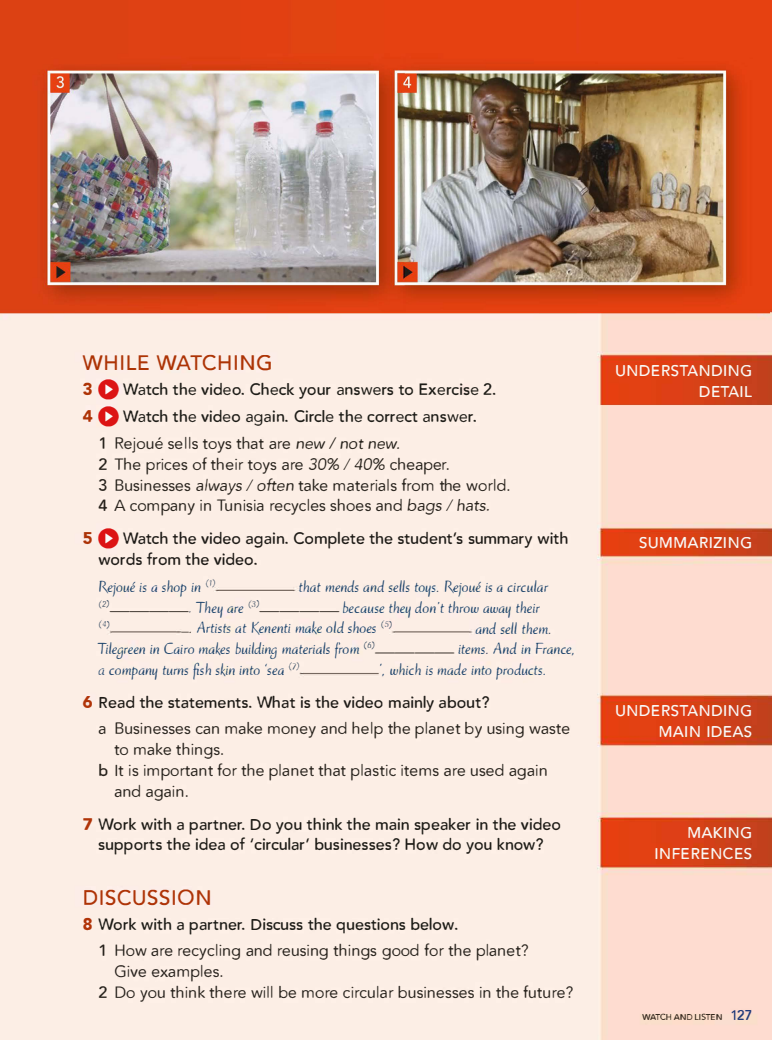 3
4
WHILE WATCHING
3 Watch the video. Check your answers to Exercise 2.
4 Watch the video again. Circle the correct answer.
1 Rejoué sells toys that are new / not new.
2 The prices of their toys are 30% / 40% cheaper.
3 Businesses always / often take materials from the world.
4 A company in Tunisia recycles shoes and bags / hats.
UNDERSTANDING
DETAIL
5 Watch the video again. Complete the student's summary with
words from the video.
Rejoué is a shop in (1)__________ that mends and sells toys. Rejoué is a circular
(2)__________. They are (3)__________ because they don't throw away their
(4)__________. Artists at Kenenti make old shoes (5)__________ and sell them.
Tilegreen in Cairo makes building materials from (6)__________ items. And in France,
a company turns fish skin into 'sea (7)__________', which is made into products.
SUMMARIZING
6 Read the statements. What is the video mainly about?
a Businesses can make money and help the planet by using waste
to make things.
b It is important for the planet that plastic items are used again
and again.
UNDERSTANDING
MAIN IDEAS
7 Work with a partner. Do you think the main speaker in the video
supports the idea of 'circular' businesses? How do you know?
MAKING
INFERENCES
DISCUSSION
8 Work with a partner. Discuss the questions below.
1 How are recycling and reusing things good for the planet?
Give examples.
2 Do you think there will be more circular businesses in the future?
WATCH AND LISTEN 127